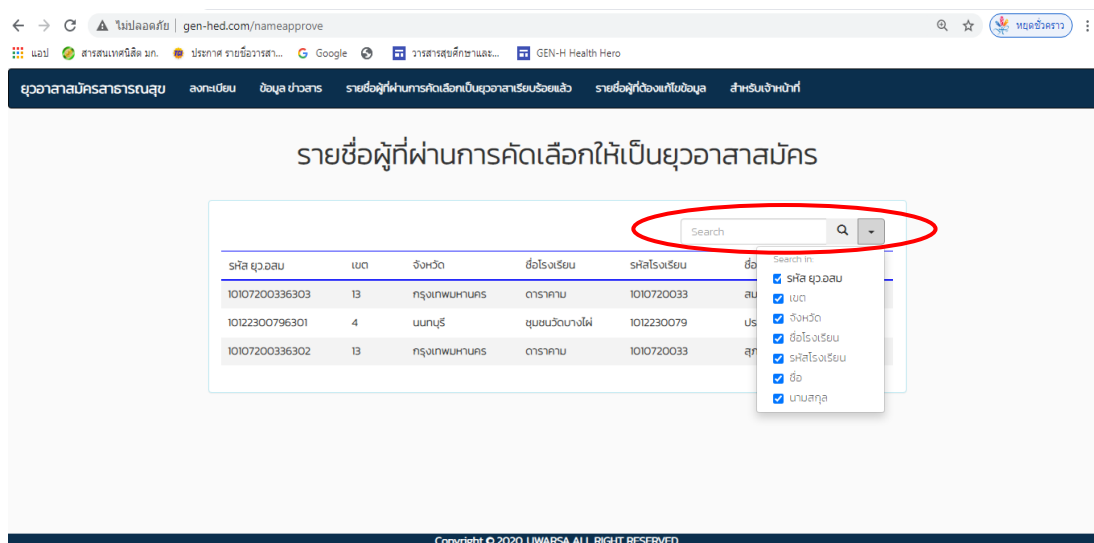 ไม่ปลอดภัย | gen-hed.com/nameapprove หยุดชั่วคราว
แอป สารสนเทศนิสิต มก. ประกาศ รายชื่อวารสา... Google วารสารสุขศึกษาและ... GEN-H Health Hero
ยุวอาสาสมัครสาธารณสุข ลงทะเบียน ข้อมูล ข่าวสาร รายชื่อผู้ที่ผ่านการคัดเลือกเป็นยุวอาสาเรียบร้อยแล้ว รายชื่อผู้ที่ต้องแก้ไขข้อมูล สำหรับเจ้าหน้าที่
รายชื่อผู้ที่ผ่านการคัดเลือกให้เป็นยุวอาสาสมัคร
Search
Search in:
รหัส ยุว.อสม เขต จังหวัด ชื่อโรงเรียน รหัสโรงเรียน ชื่อ
10107200336303 13 กรุงเทพมหานคร ดาราคาม 1010720033 สม
10122300796301 4 นนทบุรี ชุมชนวัดบางไผ่ 1012230079 ปร
10107200336302 13 กรุงเทพมหานคร ดาราคาม 1010720033
รหัส ยุว.อสม
เขต
จังหวัด
ชื่อโรงเรียน
รหัสโรงเรียน
ชื่อ
นามสกุล
Copyright © 2020 UWARSA ALL RIGHT RESERVED